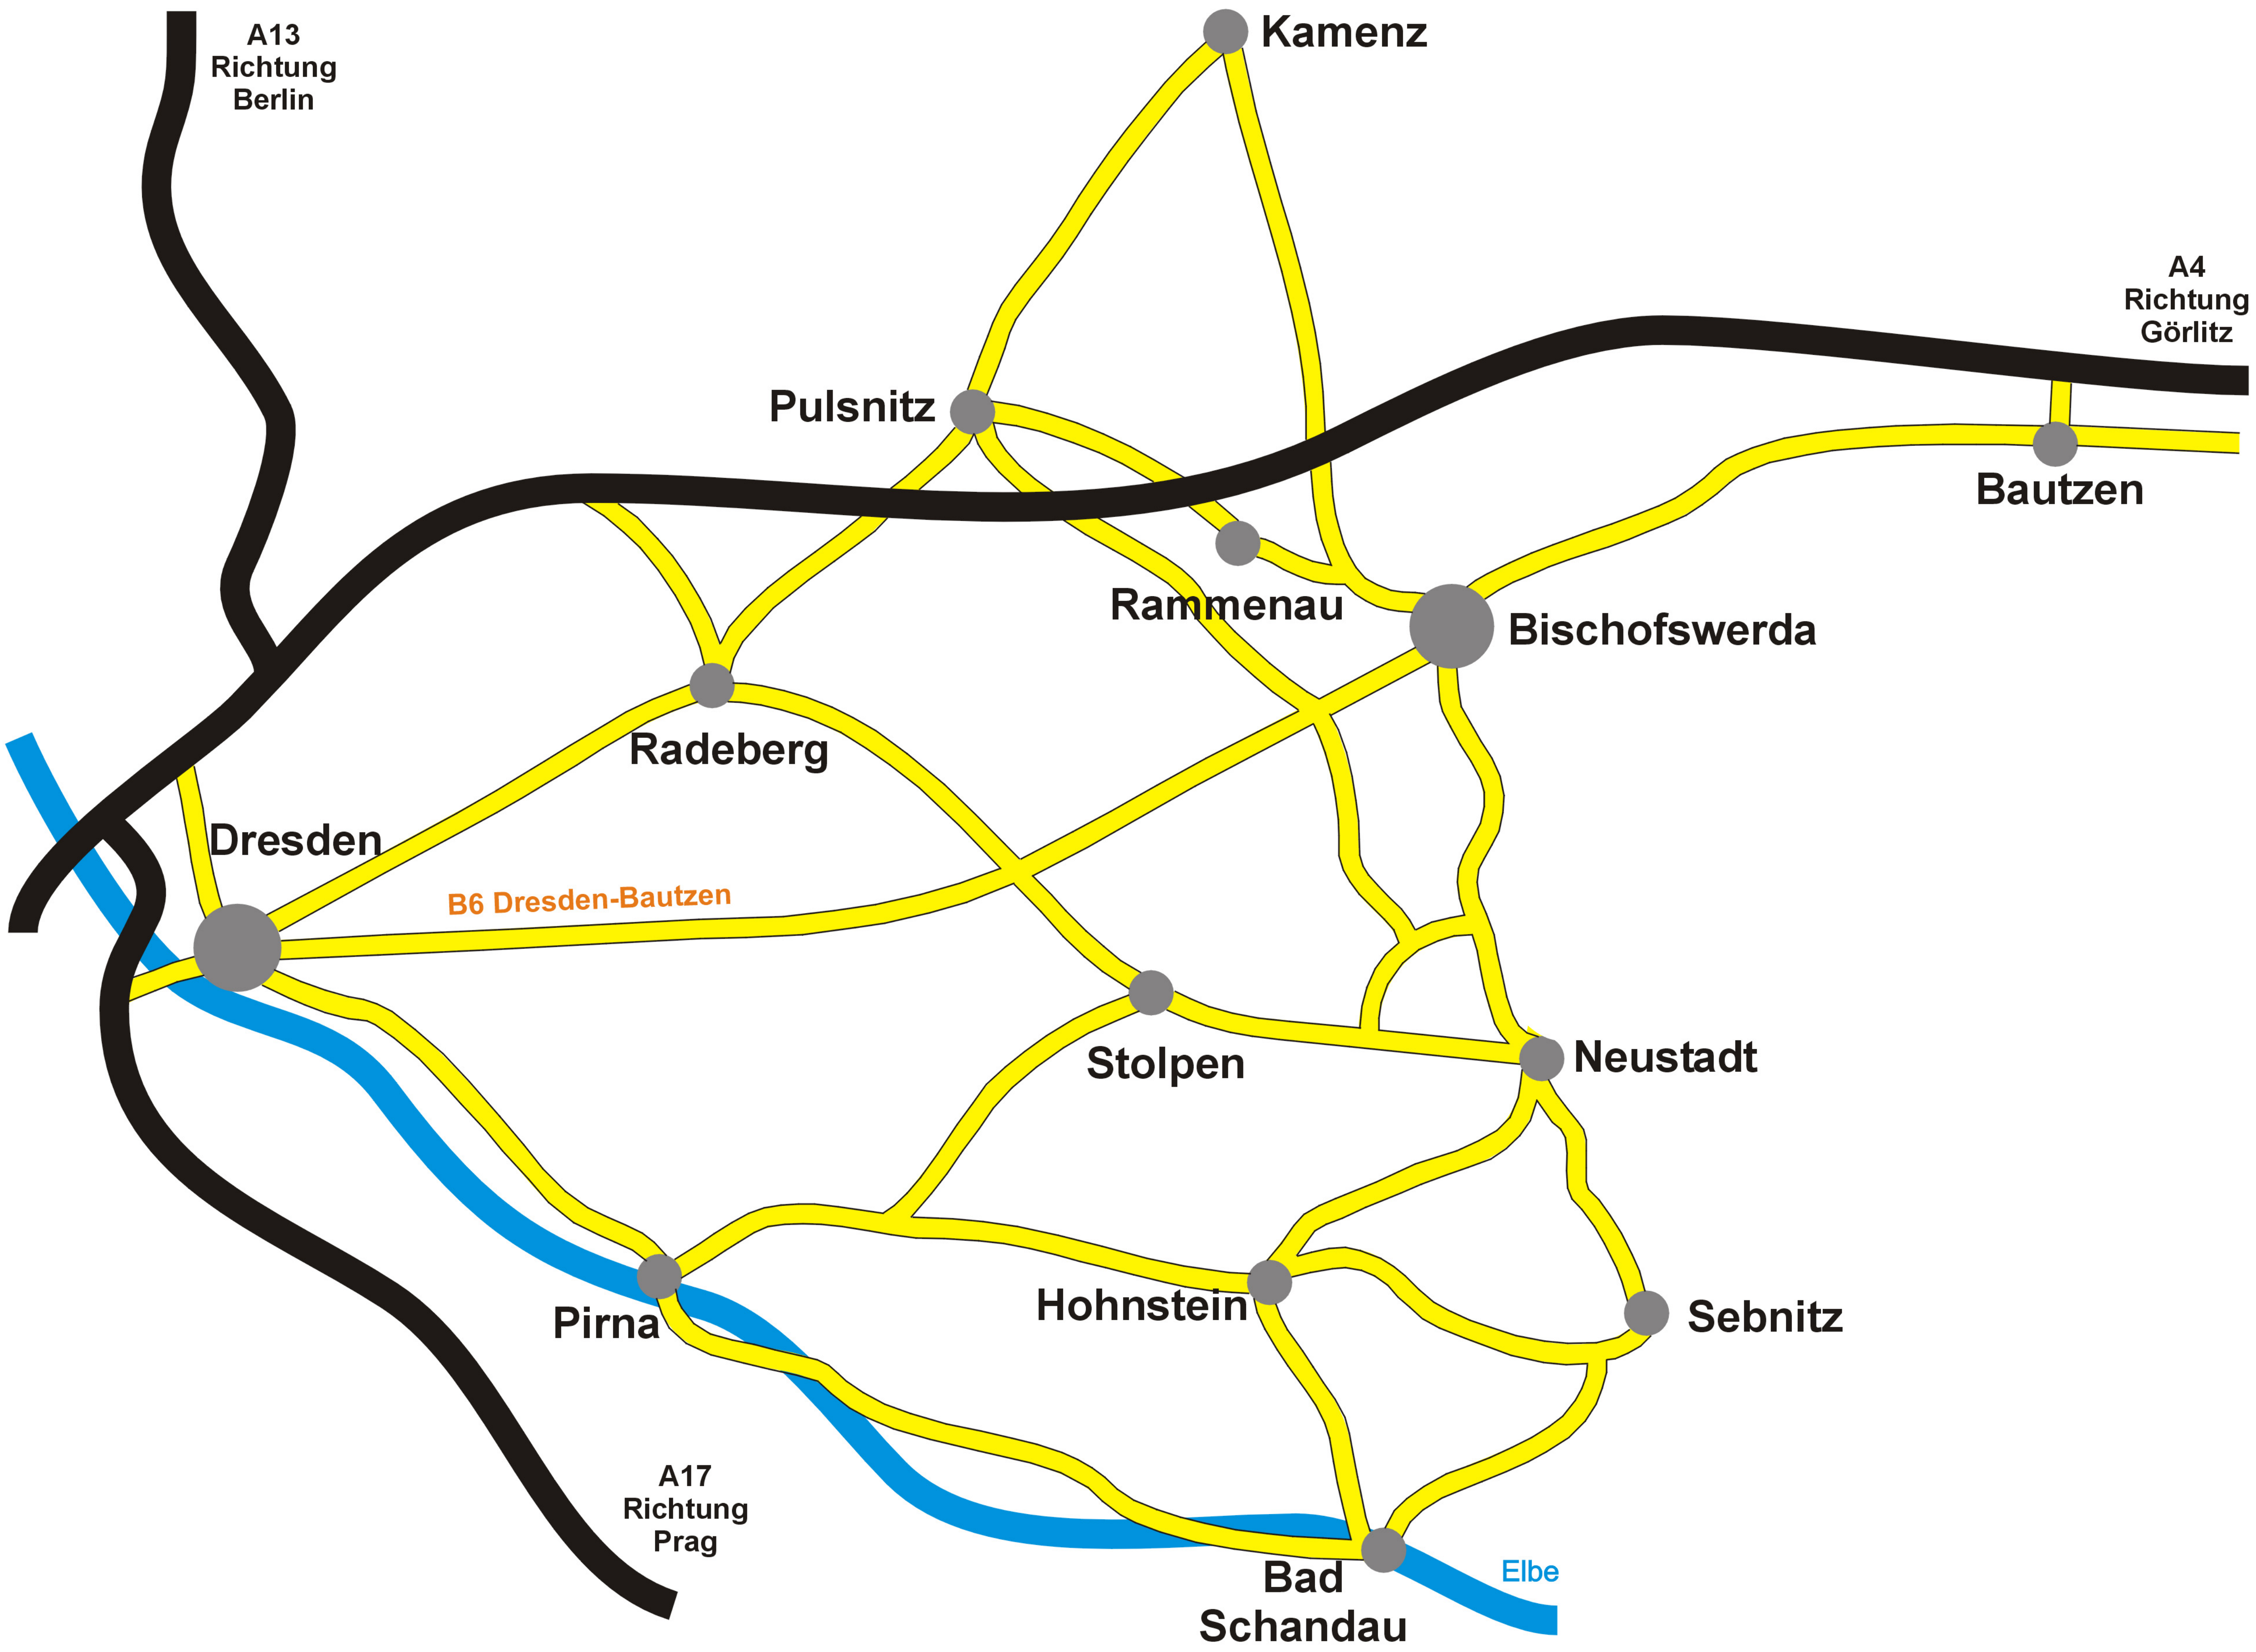 Kamenz
A13
Richtung
Berlin
A4
Richtung
Görlitz
Pulsnitz
Bautzen
Rammenau
Bischofswerda
Radeberg
Dresden
B6 Dresden-Bautzen
Stolpen
Neustadt
Hohnstein
Sebnitz
Pirna
A17
Richtung
Prag
Elbe
Bad
Schandau